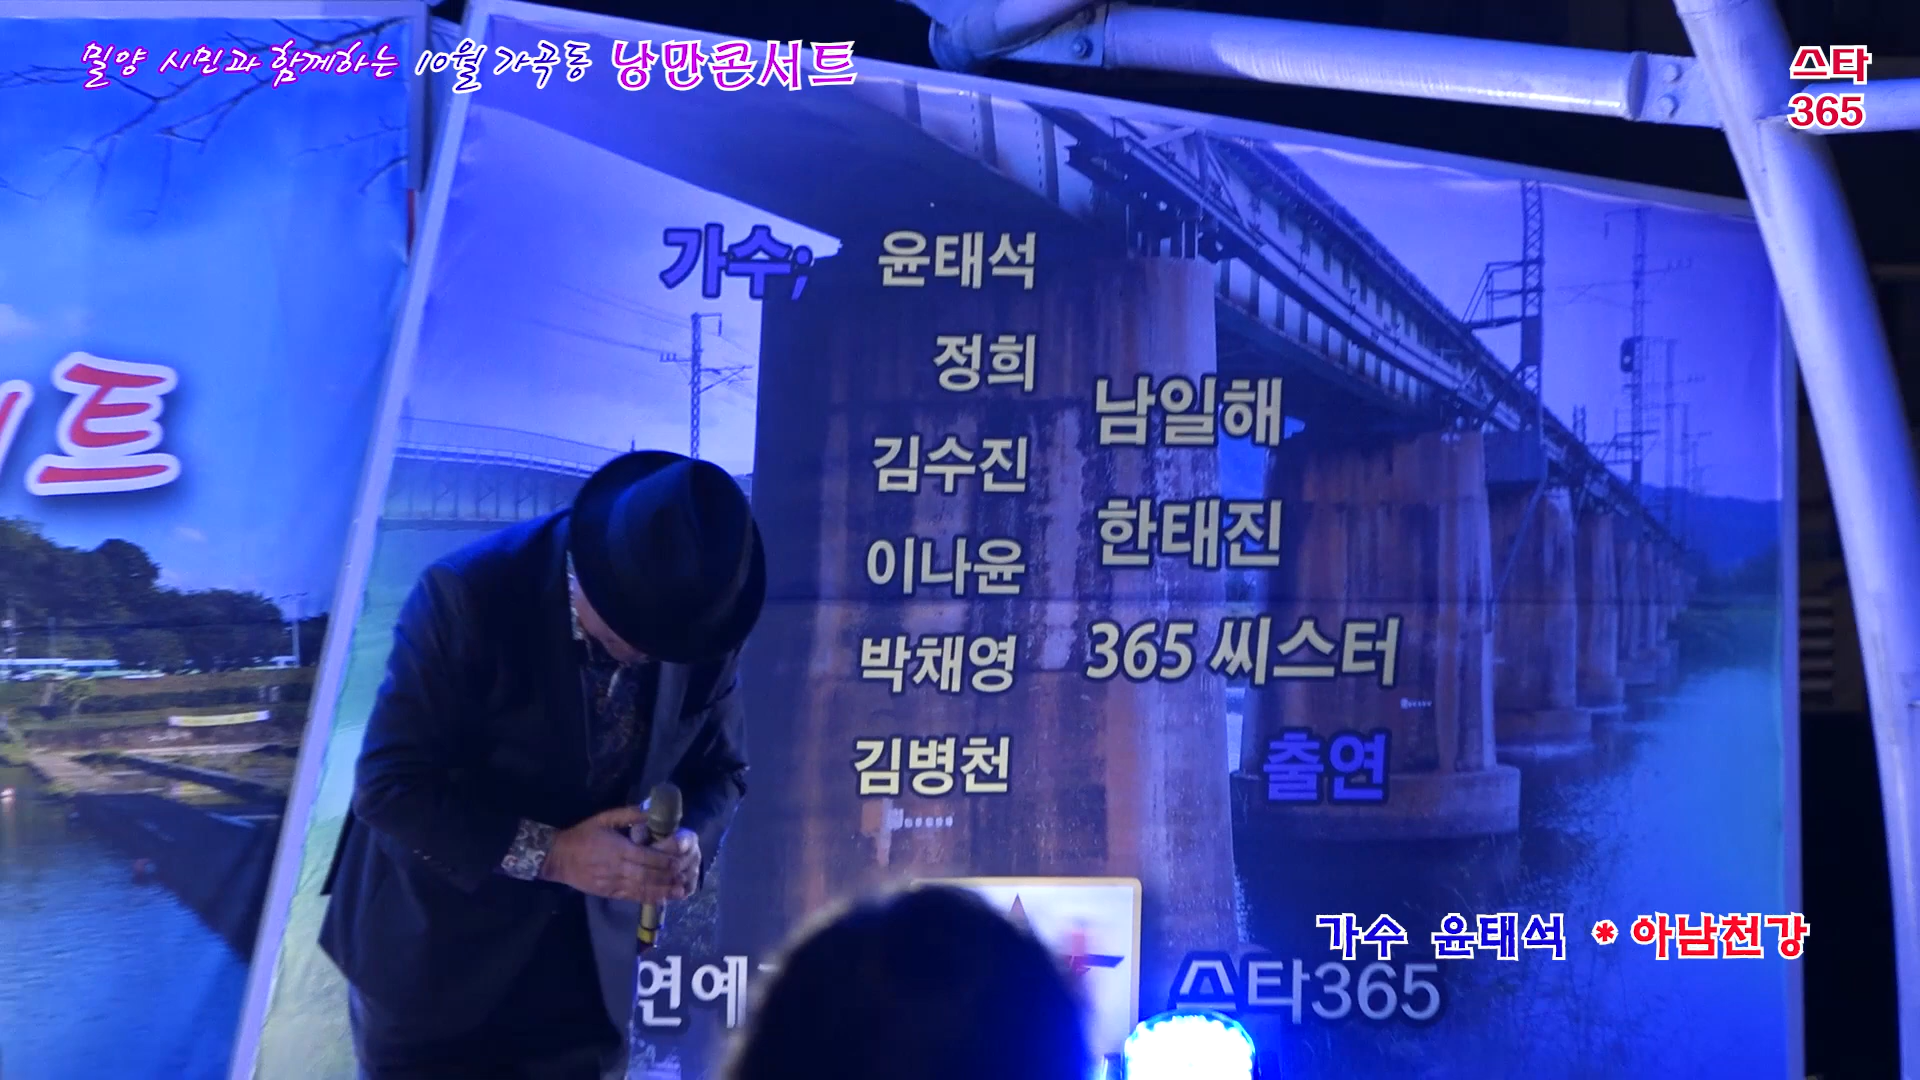 밀양 시민과 함께하는 10월 가곡동 낭만콘서트
스타
365
트
가수; 윤태석
정희
남일해
김수진
한태진
이나윤
박채영
365 씨스터
김병천
출연
가수 윤태석 * 아남천강
연예
스타365